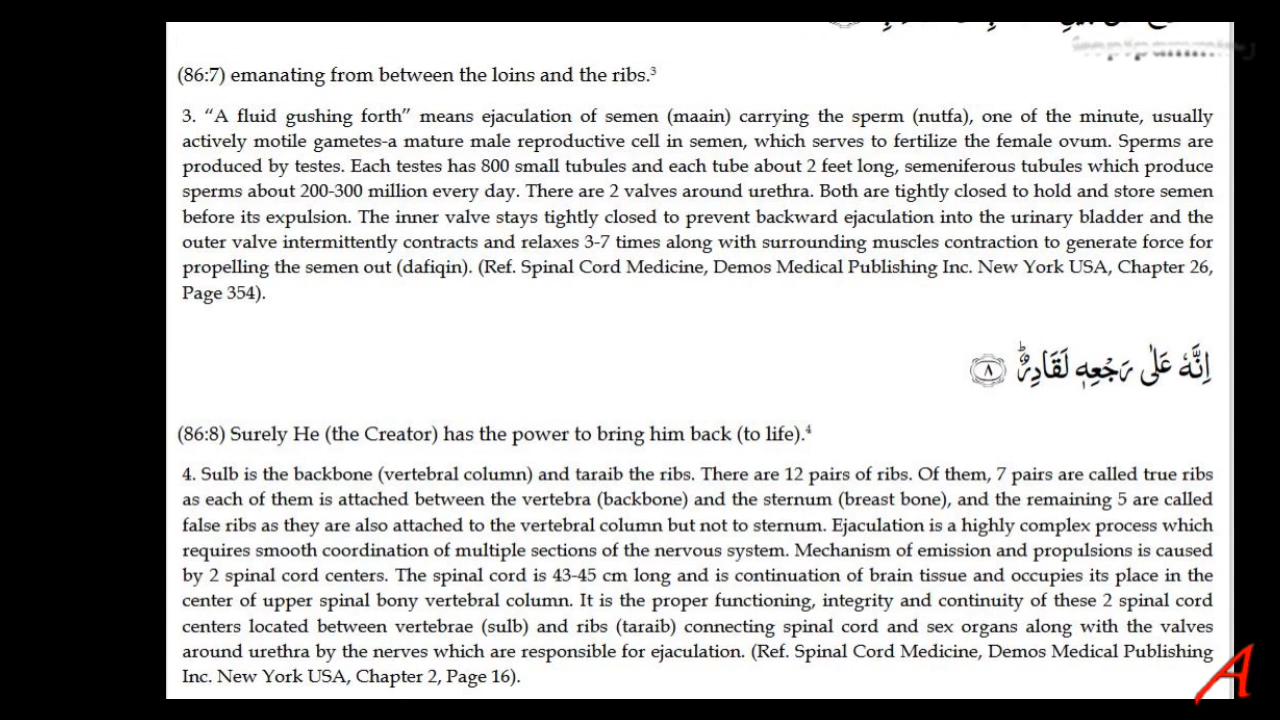 (86:7) emanating from between the loins and the ribs.³
3. “A fluid gushing forth” means ejaculation of semen (maain) carrying the sperm (nutfa), one of the minute, usually
actively motile gametes-a mature male reproductive cell in semen, which serves to fertilize the female ovum. Sperms are
produced by testes. Each testes has 800 small tubules and each tube about 2 feet long, semeniferous tubules which produce
sperms about 200-300 million every day. There are 2 valves around urethra. Both are tightly closed to hold and store semen
before its expulsion. The inner valve stays tightly closed to prevent backward ejaculation into the urinary bladder and the
outer valve intermittently contracts and relaxes 3-7 times along with surrounding muscles contraction to generate force for
propelling the semen out (dafiqin). (Ref. Spinal Cord Medicine, Demos Medical Publishing Inc. New York USA, Chapter 26,
Page 354).
اِنَّهٗ عَلٰى رَجْعِهٖ لَقَادِرٌؕ ۝۸
(86:8) Surely He (the Creator) has the power to bring him back (to life).⁴
4. Sulb is the backbone (vertebral column) and taraib the ribs. There are 12 pairs of ribs. Of them, 7 pairs are called true ribs
as each of them is attached between the vertebra (backbone) and the sternum (breast bone), and the remaining 5 are called
false ribs as they are also attached to the vertebral column but not to sternum. Ejaculation is a highly complex process which
requires smooth coordination of multiple sections of the nervous system. Mechanism of emission and propulsions is caused
by 2 spinal cord centers. The spinal cord is 43-45 cm long and is continuation of brain tissue and occupies its place in the
center of upper spinal bony vertebral column. It is the proper functioning, integrity and continuity of these 2 spinal cord
centers located between vertebrae (sulb) and ribs (taraib) connecting spinal cord and sex organs along with the valves
around urethra by the nerves which are responsible for ejaculation. (Ref. Spinal Cord Medicine, Demos Medical Publishing
Inc. New York USA, Chapter 2, Page 16).
A